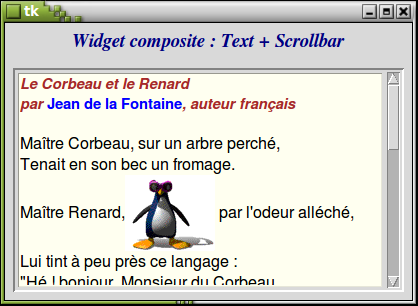 tk
Widget composite : Text + Scrollbar
Le Corbeau et le Renard
par Jean de la Fontaine, auteur français
Maître Corbeau, sur un arbre perché,
Tenait en son bec un fromage.
Maître Renard, par l'odeur alléché,
Lui tint à peu près ce langage :
"Hé ! bonjour, Monsieur du Corbeau